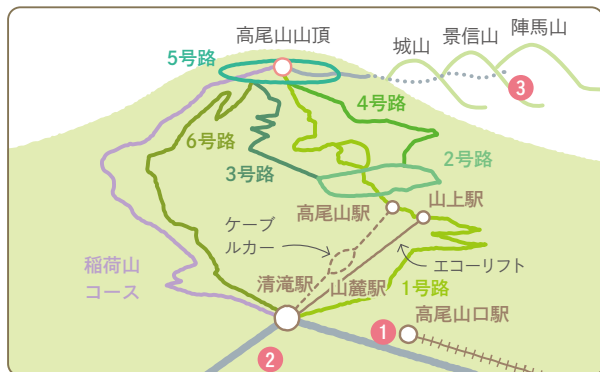 高尾山山頂
城山
景信山
陣馬山
5号路
3
4号路
6号路
3号路
2号路
高尾山駅
山上駅
ケーブ
ルカー
稲荷山
コース
清滝駅
山麓駅
エコーリフト
1号路
高尾山口駅
1
2